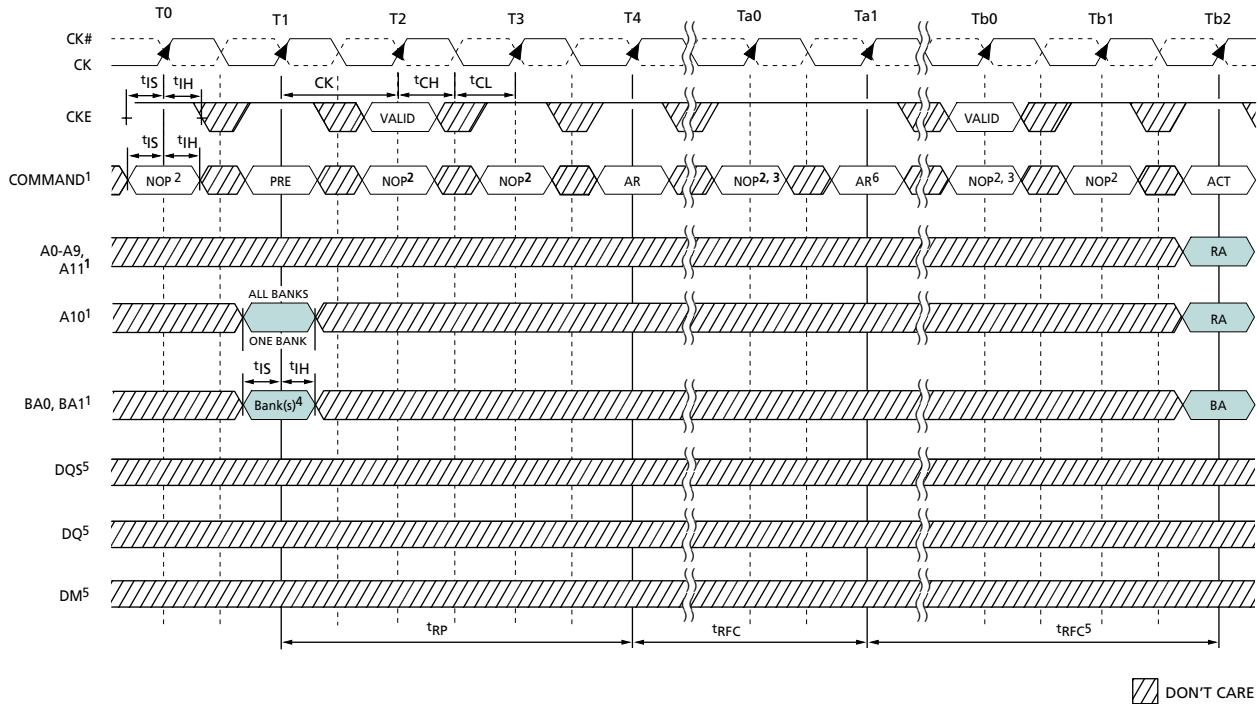 T0 T1 T2 T3 T4 Ta0 Ta1 Tb0 Tb1 Tb2
CK#
CK
tIS tIH CK tCH tCL
CKE VALID VALID
tIS tIH
COMMAND1 NOP2 PRE NOP2 NOP2 AR NOP2, 3 AR6 NOP2, 3 NOP2 ACT
A0-A9,
A111 RA
ALL BANKS
A101 RA
ONE BANK
tIS tIH
BA0, BA11 Bank(s)4 BA
DQS5
DQ5
DM5
tRP tRFC tRFC5
DON'T CARE